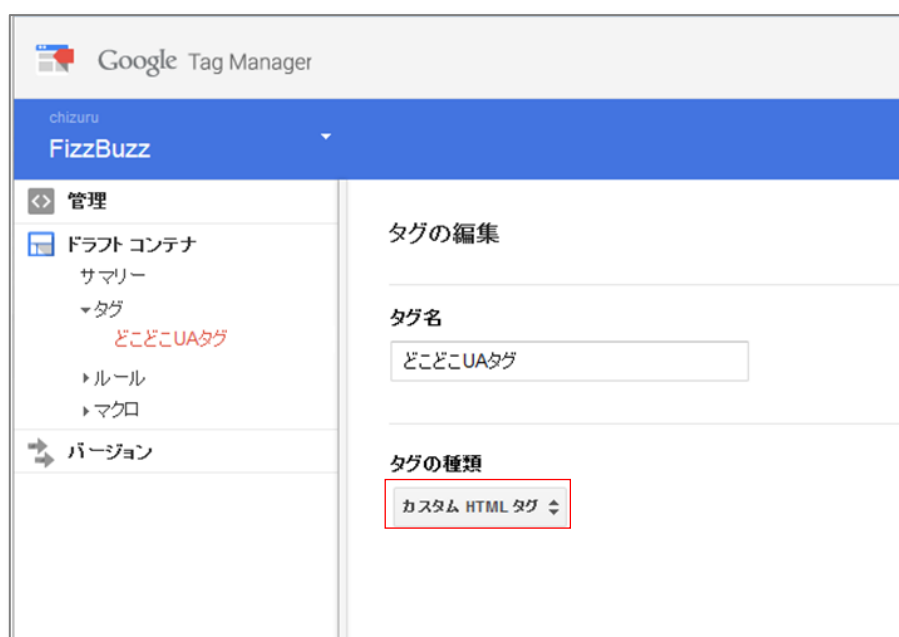 Google Tag Manager
chizuru
FizzBuzz
管理
ドラフト コンテナ
サマリー
タグ
どこどこUAタグ
ルール
マクロ
バージョン
タグの編集
タグ名
どこどこUAタグ
タグの種類
カスタム HTML タグ